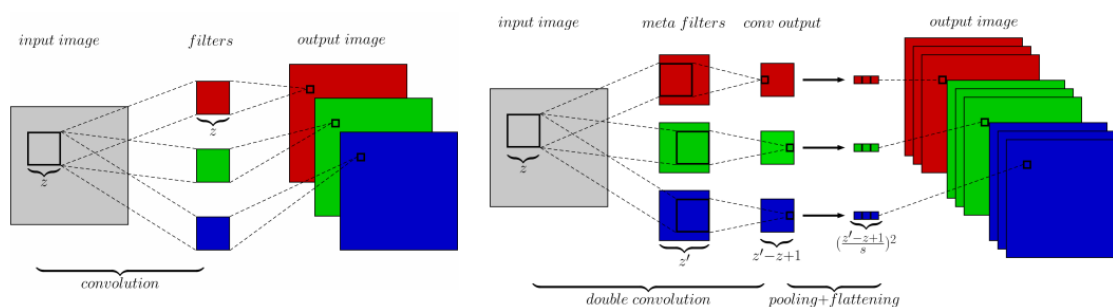 input image
filters
output image
z
z
convolution
input image
meta filters
conv output
output image
z
z′
z′−z+1
(z′−z+1/s)²
double convolution
pooling+flattening